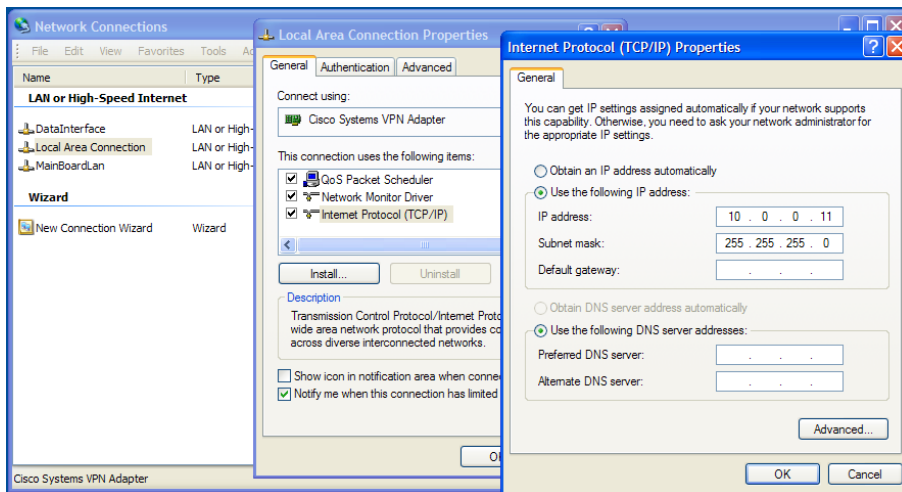 Network Connections
File Edit View Favorites Tools
Name Type
LAN or High-Speed Internet
DataInterface LAN or High-
Local Area Connection LAN or High-
MainBoardLan LAN or High-
Wizard
New Connection Wizard Wizard
Cisco Systems VPN Adapter
Local Area Connection Properties
General Authentication Advanced
Connect using:
Cisco Systems VPN Adapter
This connection uses the following items:
QoS Packet Scheduler
Network Monitor Driver
Internet Protocol (TCP/IP)
Install... Uninstall
Description
Transmission Control Protocol/Internet Proto
wide area network protocol that provides co
across diverse interconnected networks.
Show icon in notification area when connec
Notify me when this connection has limited
Internet Protocol (TCP/IP) Properties
General
You can get IP settings assigned automatically if your network supports
this capability. Otherwise, you need to ask your network administrator for
the appropriate IP settings.
Obtain an IP address automatically
Use the following IP address:
IP address: 10 . 0 . 0 . 11
Subnet mask: 255 . 255 . 255 . 0
Default gateway: . . .
Obtain DNS server address automatically
Use the following DNS server addresses:
Preferred DNS server: . . .
Alternate DNS server: . . .
Advanced...
OK Cancel